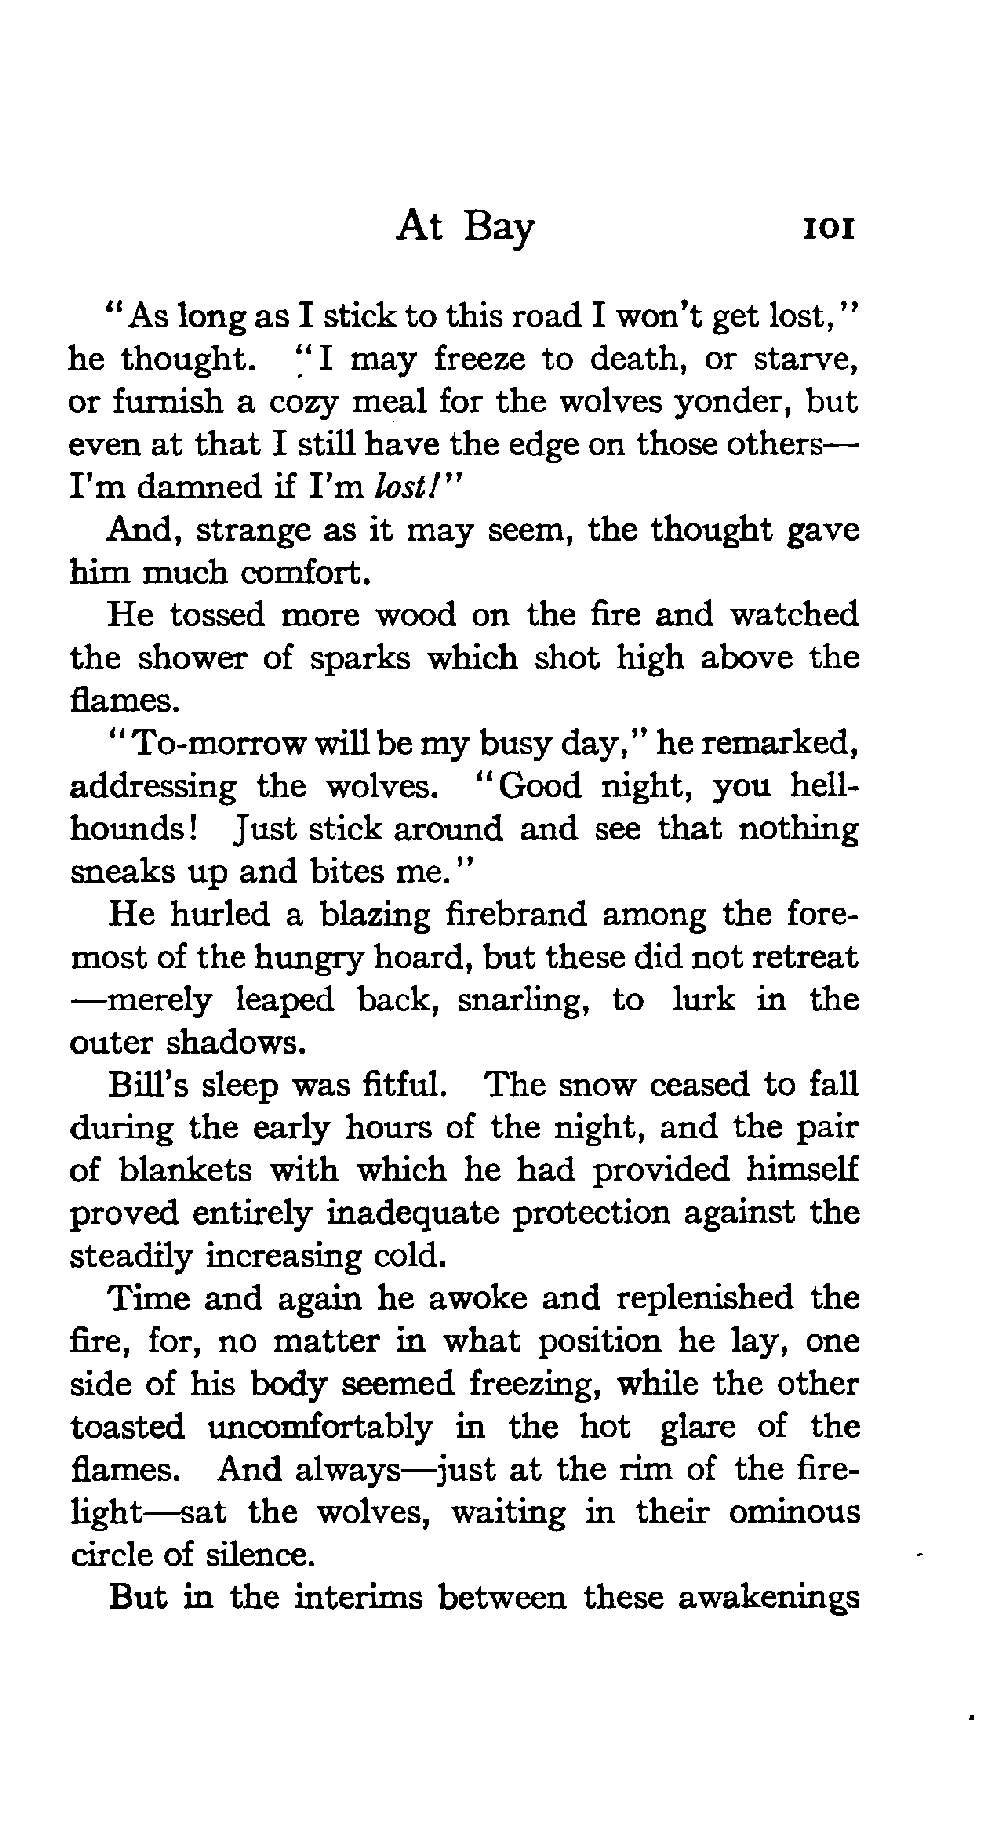 At Bay 101
"As long as I stick to this road I won't get lost,"
he thought. "I may freeze to death, or starve,
or furnish a cozy meal for the wolves yonder, but
even at that I still have the edge on those others—
I'm damned if I'm lost!"
And, strange as it may seem, the thought gave
him much comfort.
He tossed more wood on the fire and watched
the shower of sparks which shot high above the
flames.
"To-morrow will be my busy day," he remarked,
addressing the wolves. "Good night, you hell-
hounds! Just stick around and see that nothing
sneaks up and bites me."
He hurled a blazing firebrand among the fore-
most of the hungry hoard, but these did not retreat
—merely leaped back, snarling, to lurk in the
outer shadows.
Bill's sleep was fitful. The snow ceased to fall
during the early hours of the night, and the pair
of blankets with which he had provided himself
proved entirely inadequate protection against the
steadily increasing cold.
Time and again he awoke and replenished the
fire, for, no matter in what position he lay, one
side of his body seemed freezing, while the other
toasted uncomfortably in the hot glare of the
flames. And always—just at the rim of the fire-
light—sat the wolves, waiting in their ominous
circle of silence.
But in the interims between these awakenings